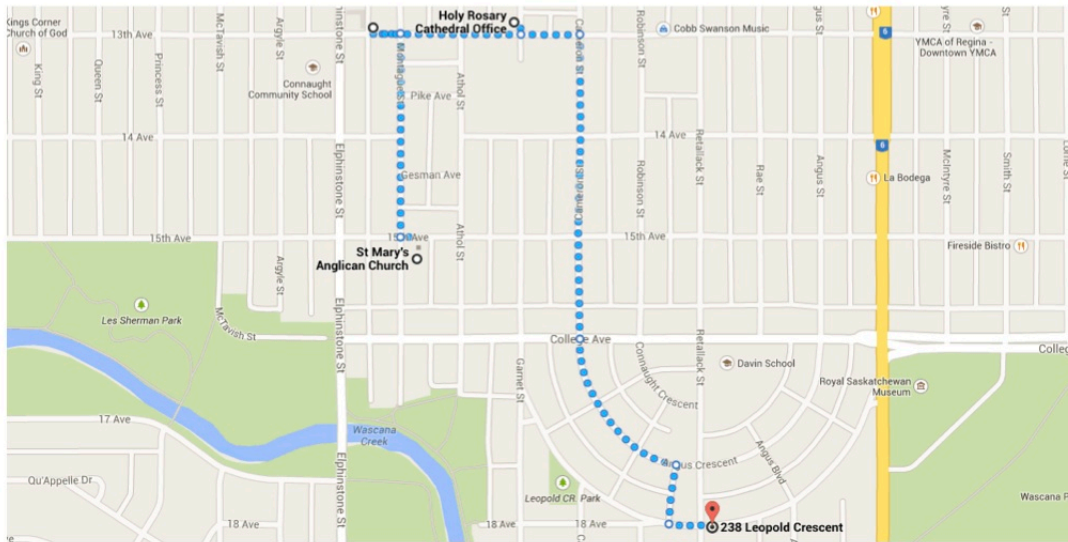 Kings Corner
Church of God
13th Ave
King St
Queen St
Princess St
McTavish St
Argyle St
Connaught
Community School
Elphinstone St
Holy Rosary
Cathedral Office
Pike Ave
Athol St
Robinson St
Cobb Swanson Music
Angus St
6
McIntyre St
YMCA of Regina -
Downtown YMCA
14 Ave
14 Ave
6
Elphinstone St
Gesman Ave
Robinson St
Retallack St
Rae St
Angus St
La Bodega
McIntyre St
Smith St
15th Ave
Athol St
15th Ave
St Mary's
Anglican Church
Argyle St
Fireside Bistro
Les Sherman Park
McTavish St
Elphinstone St
College Ave
Garnet St
Connaught Crescent
Retallack St
Davin School
Royal Saskatchewan
Museum
17 Ave
Wascana
Creek
Elphinstone St
Angus Crescent
Angus Blvd
Qu'Appelle Dr
Leopold CR. Park
18 Ave
18 Ave
18 Ave
238 Leopold Crescent